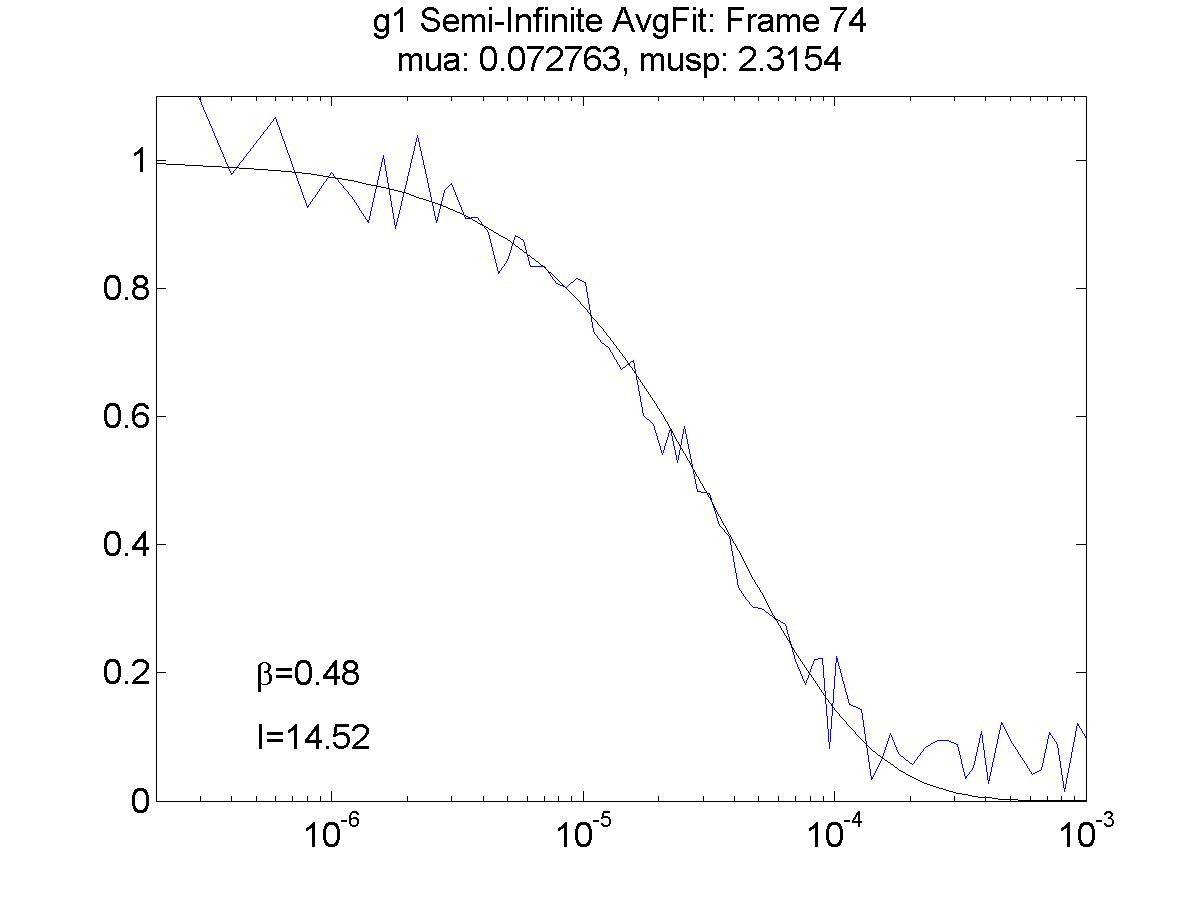 g1 Semi-Infinite AvgFit: Frame 74
mua: 0.072763, musp: 2.3154
1
0.8
0.6
0.4
0.2
0
β=0.48
I=14.52
10^-6
10^-5
10^-4
10^-3